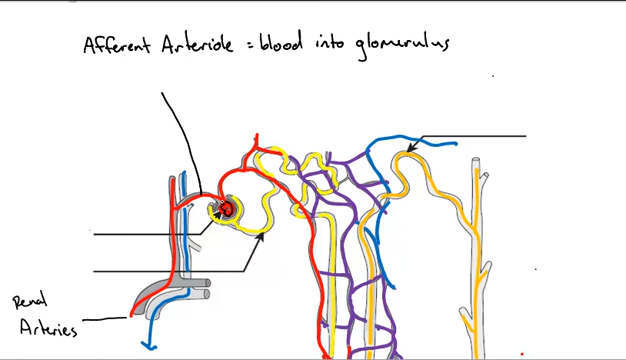 Afferent Arteriole = blood into glomerulus
Renal
Arteries